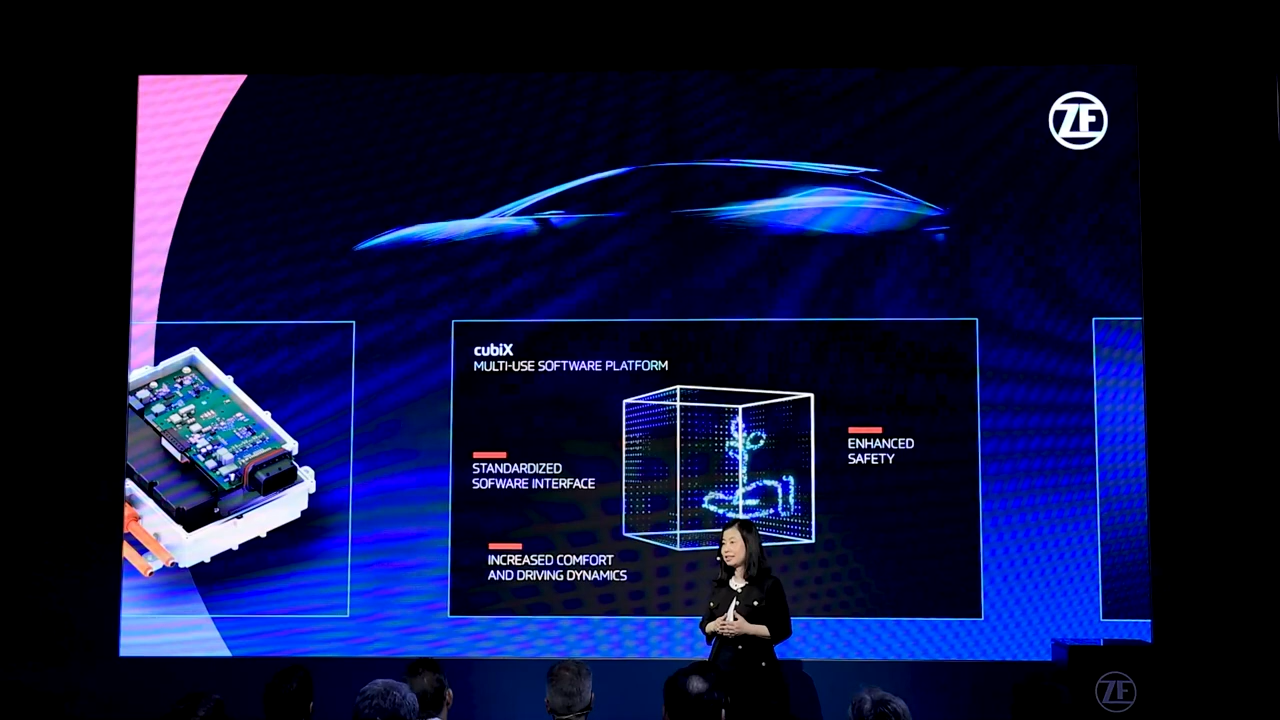 ZF
cubiX
MULTI-USE SOFTWARE PLATFORM
STANDARDIZED
SOFWARE INTERFACE
ENHANCED
SAFETY
INCREASED COMFORT
AND DRIVING DYNAMICS
ZF